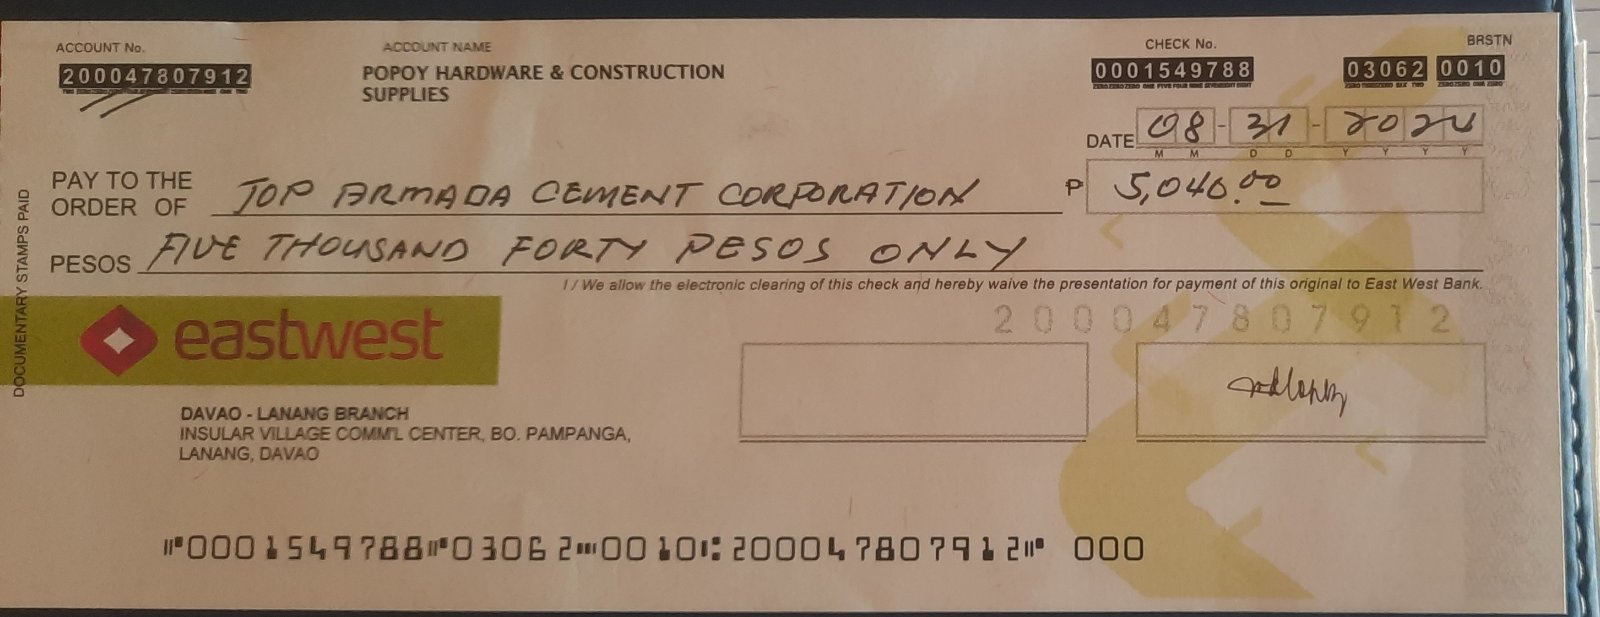 ACCOUNT No.
200047807912
ACCOUNT NAME
POPOY HARDWARE & CONSTRUCTION
SUPPLIES
CHECK No.
0001549788
BRSTN
03062 0010
DATE 08 - 31 - 2024
M M D D Y Y Y Y
PAY TO THE
ORDER OF TOP ARMADA CEMENT CORPORATION ₱ 5,040.00
PESOS FIVE THOUSAND FORTY PESOS ONLY
I / We allow the electronic clearing of this check and hereby waive the presentation for payment of this original to East West Bank.
DOCUMENTARY STAMPS PAID
200047807912
eastwest
DAVAO - LANANG BRANCH
INSULAR VILLAGE COMM'L CENTER, BO. PAMPANGA,
LANANG, DAVAO
⑈0001549788⑈03062⑉0010⑆200047807912⑈ 000